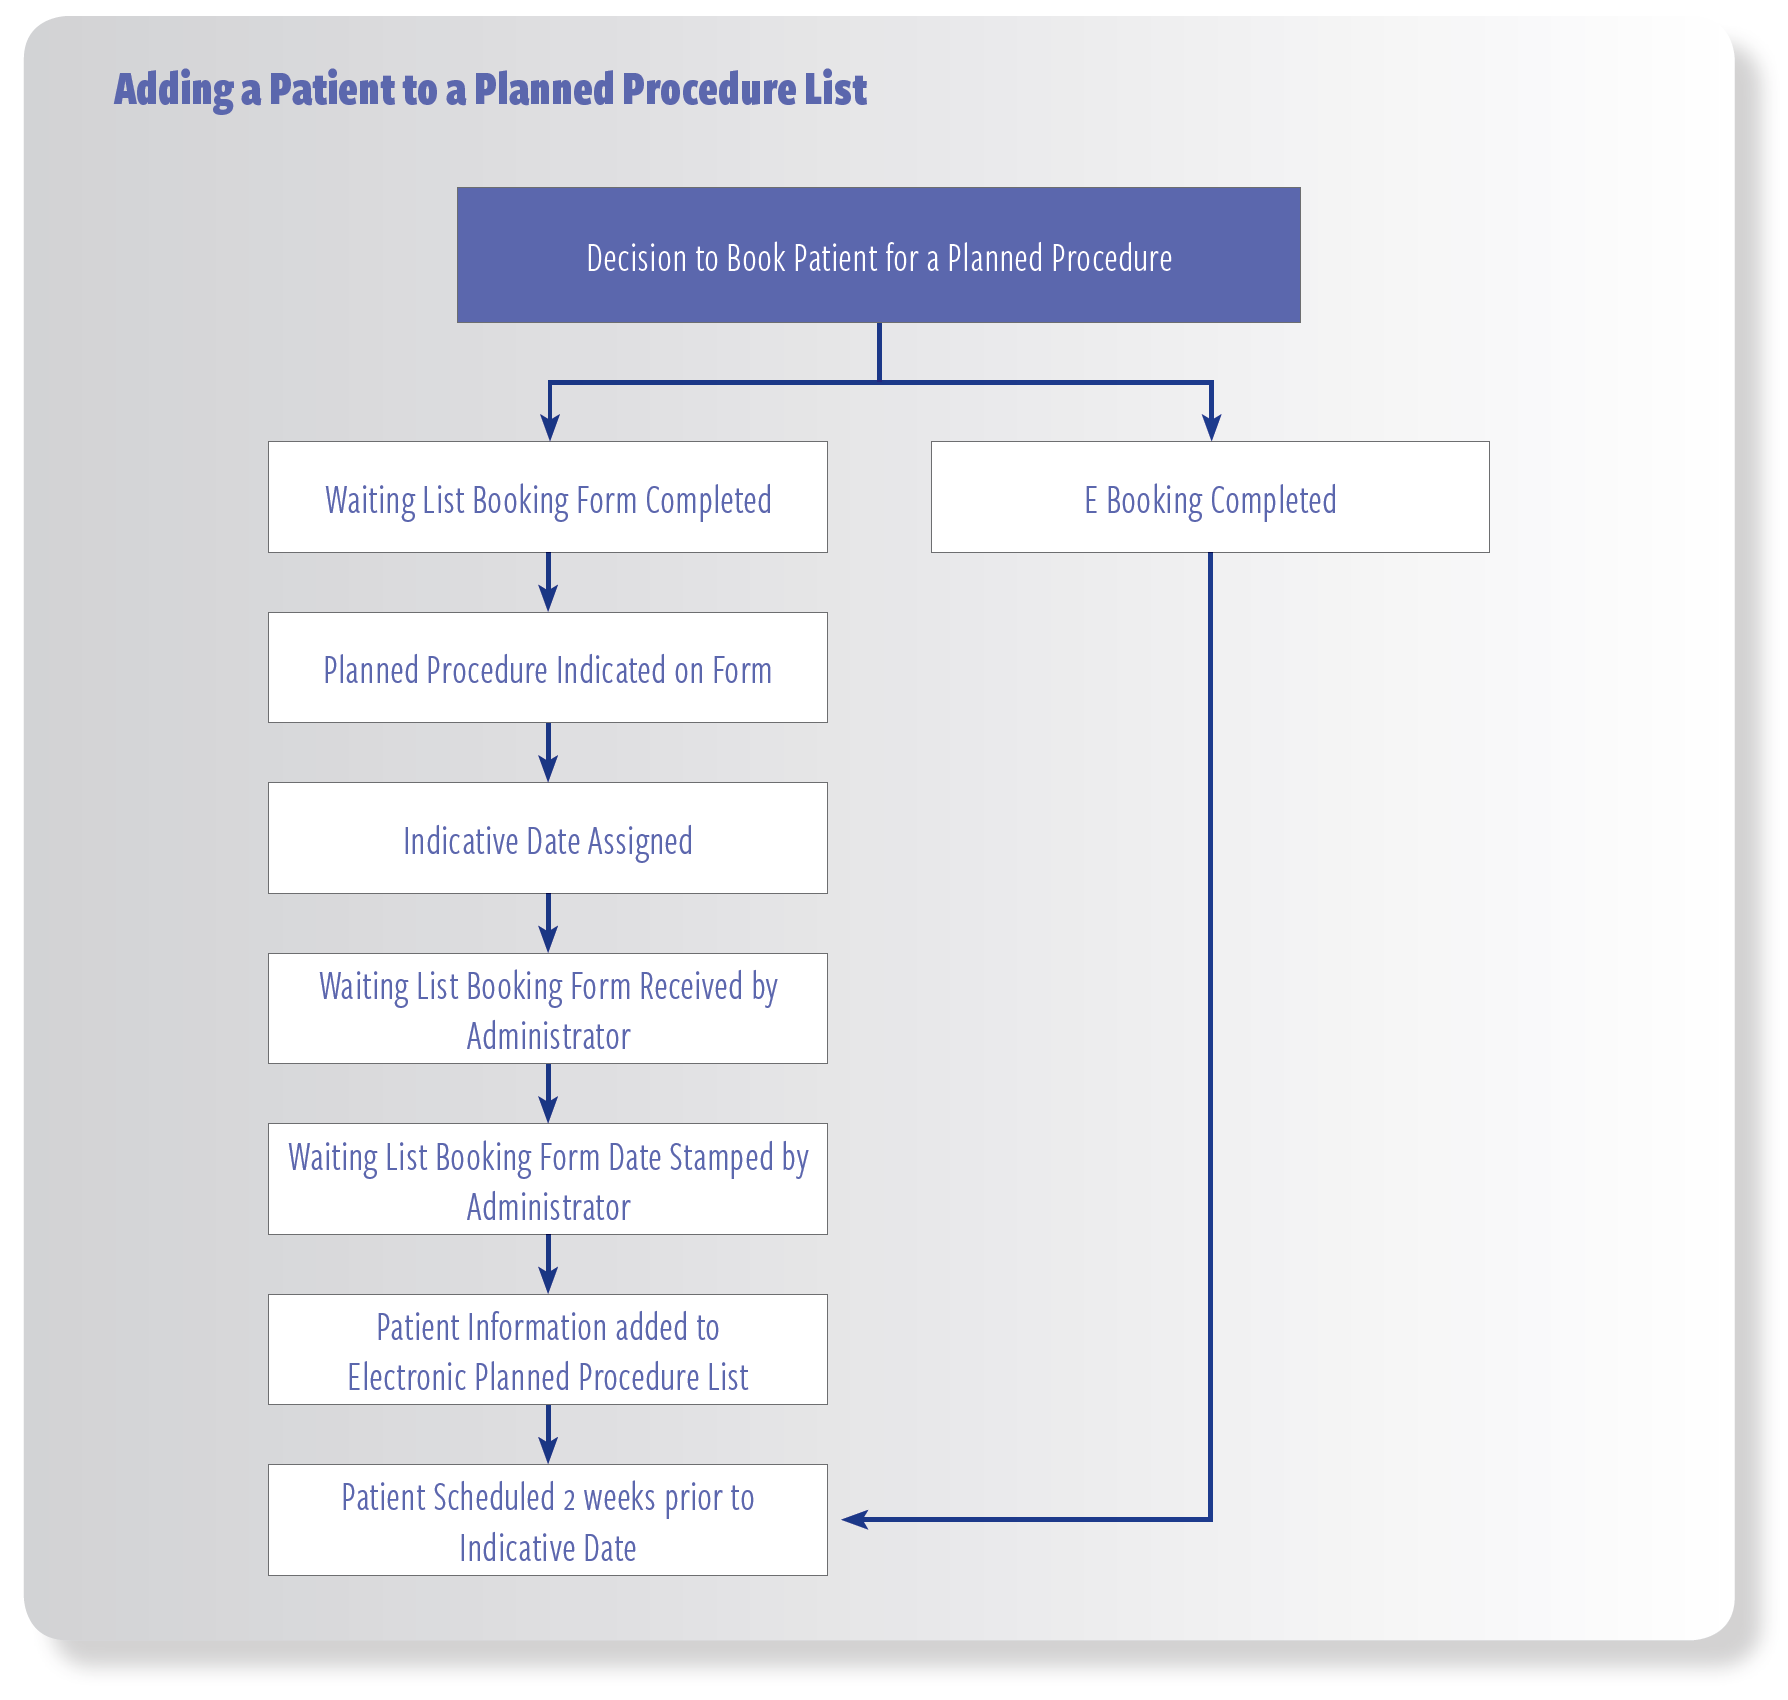 Adding a Patient to a Planned Procedure List
Decision to Book Patient for a Planned Procedure
Waiting List Booking Form Completed
E Booking Completed
Planned Procedure Indicated on Form
Indicative Date Assigned
Waiting List Booking Form Received by
Administrator
Waiting List Booking Form Date Stamped by
Administrator
Patient Information added to
Electronic Planned Procedure List
Patient Scheduled 2 weeks prior to
Indicative Date